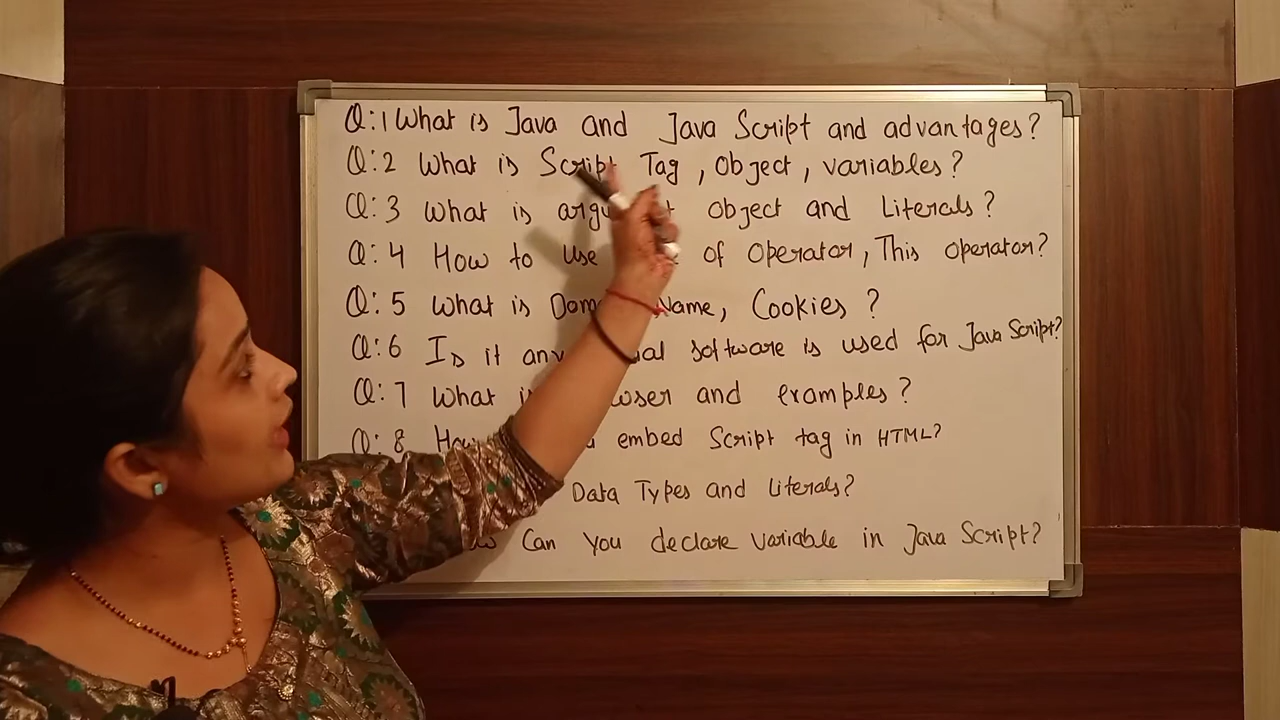 Q:1 What is Java and Java Script and advantages?
Q:2 What is Script Tag, Object, variables?
Q:3 What is object and Literals?
Q:4 How to use of Operator, This operator?
Q:5 What is Name, Cookies?
Q:6 Is it any software is used for Java Script?
Q:7 What and examples?
Q:8 embed Script tag in HTML?
Data Types and Literals?
Can You declare variable in Java Script?